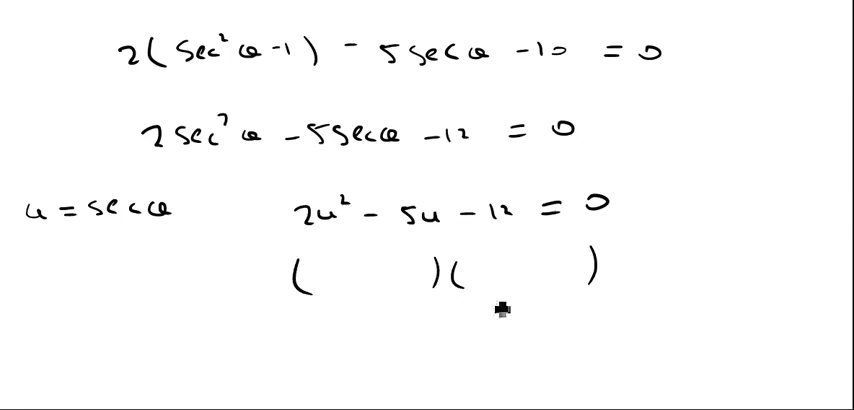 2(sec²θ-1) - 5secθ -10 = 0
2sec²θ - 5secθ - 12 = 0
u = secθ 2u² - 5u - 12 = 0
( )( )